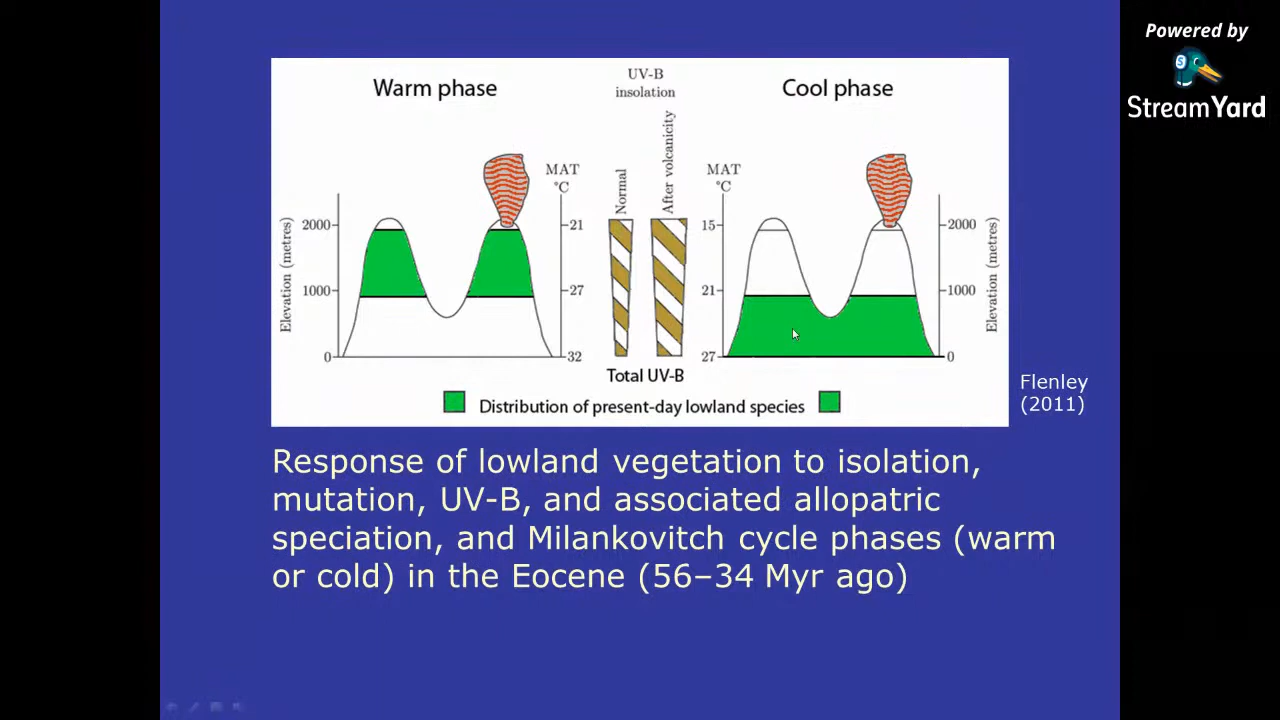 Powered by
StreamYard
Warm phase
UV-B
insolation
Cool phase
Normal
After volcanicity
MAT
°C
MAT
°C
Elevation (metres)
2000
1000
0
21
27
32
15
21
27
2000
1000
0
Elevation (metres)
Total UV-B
Distribution of present-day lowland species
Flenley
(2011)
Response of lowland vegetation to isolation,
mutation, UV-B, and associated allopatric
speciation, and Milankovitch cycle phases (warm
or cold) in the Eocene (56–34 Myr ago)